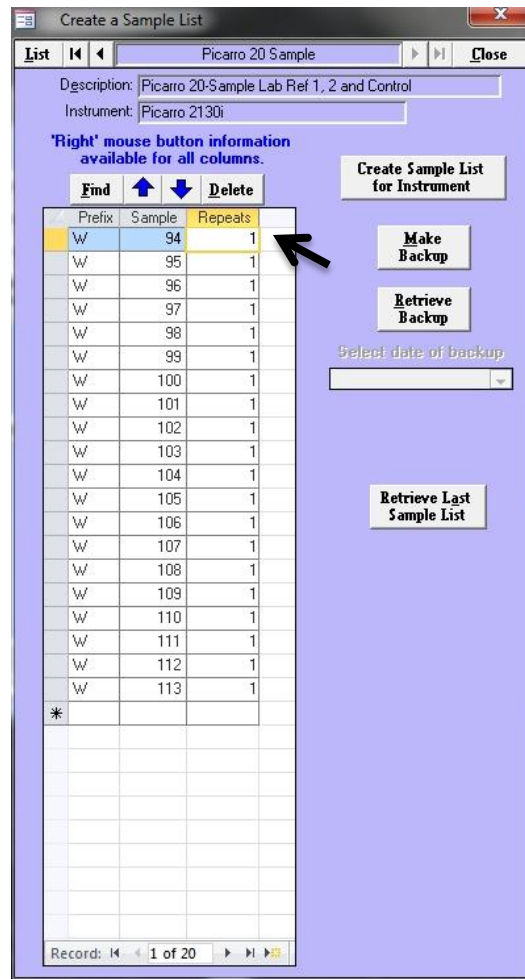 Create a Sample List
List Picarro 20 Sample Close
Description: Picarro 20-Sample Lab Ref 1, 2 and Control
Instrument: Picarro 2130i
'Right' mouse button information
available for all columns.
Find Delete
Create Sample List
for Instrument
Make
Backup
Retrieve
Backup
Select date of backup
Retrieve Last
Sample List
Prefix Sample Repeats
W 94 1
W 95 1
W 96 1
W 97 1
W 98 1
W 99 1
W 100 1
W 101 1
W 102 1
W 103 1
W 104 1
W 105 1
W 106 1
W 107 1
W 108 1
W 109 1
W 110 1
W 111 1
W 112 1
W 113 1
*
Record: 1 of 20